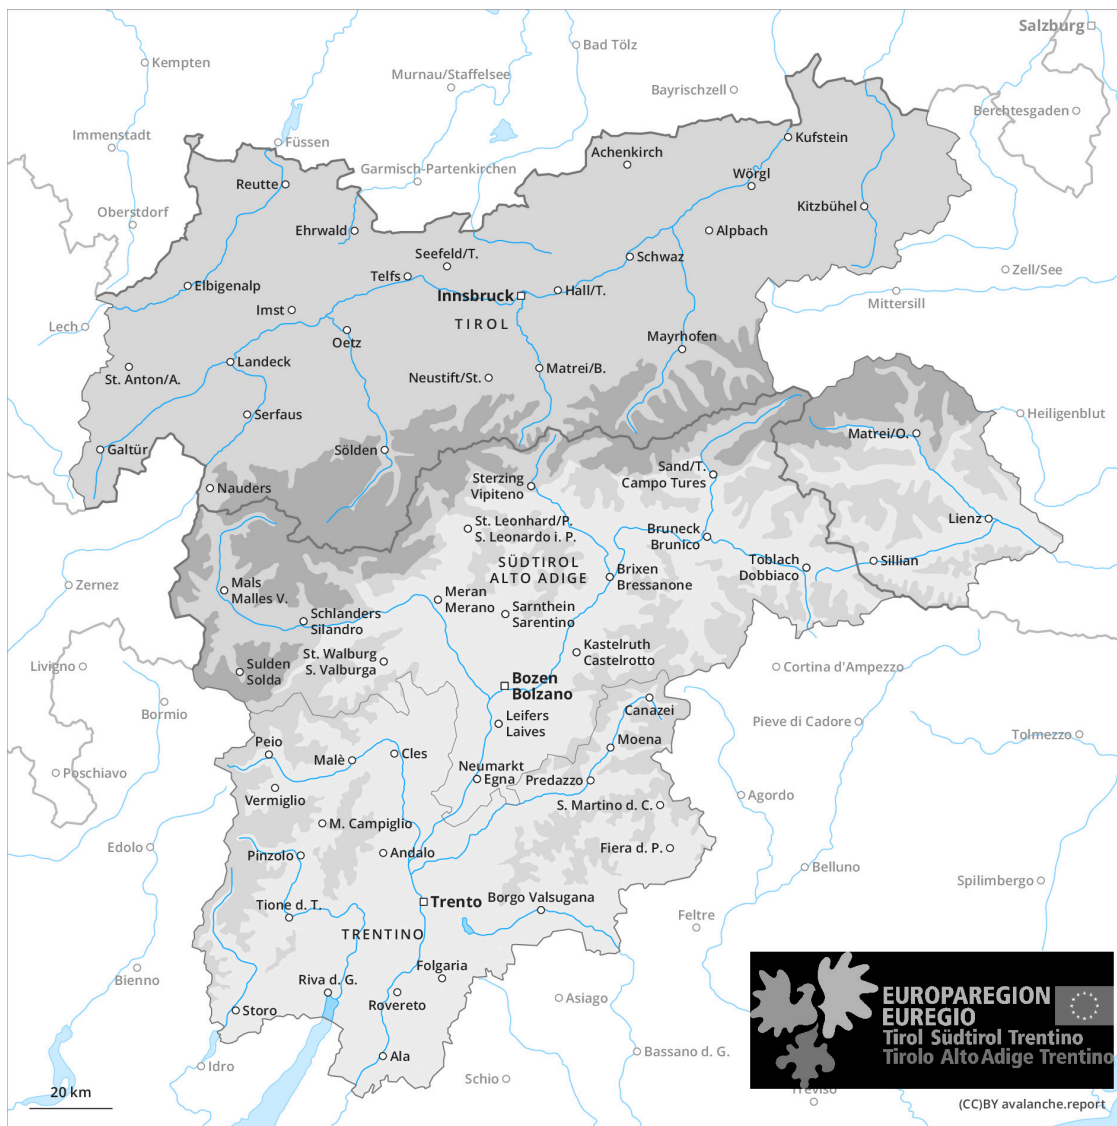 Salzburg
Bad Tölz
Kempten
Murnau/Staffelsee
Bayrischzell
Berchtesgaden
Immenstadt
Füssen
Kufstein
Achenkirch
Garmisch-Partenkirchen
Wörgl
Reutte
Kitzbühel
Oberstdorf
Ehrwald
Alpbach
Seefeld/T.
Schwaz
Zell/See
Telfs
Elbigenalp
Hall/T.
Innsbruck
Mittersill
Imst
TIROL
Lech
Oetz
Mayrhofen
Landeck
Matrei/B.
St. Anton/A.
Neustift/St.
Serfaus
Heiligenblut
Matrei/O.
Galtür
Sölden
Sand/T.
Campo Tures
Sterzing
Vipiteno
Nauders
Lienz
St. Leonhard/P.
S. Leonardo i. P.
Bruneck
Brunico
SÜDTIROL
ALTO ADIGE
Toblach
Dobbiaco
Sillian
Brixen
Bressanone
Zernez
Mals
Malles V.
Meran
Merano
Schlanders
Silandro
Sarnthein
Sarentino
Kastelruth
Castelrotto
St. Walburg
S. Valburga
Livigno
Sulden
Solda
Cortina d'Ampezzo
Bozen
Bolzano
Bormio
Canazei
Leifers
Laives
Pieve di Cadore
Tolmezzo
Moena
Peio
Malè
Cles
Neumarkt
Egna
Poschiavo
Predazzo
Vermiglio
Agordo
S. Martino d. C.
M. Campiglio
Edolo
Pinzolo
Andalo
Fiera d. P.
Belluno
Spilimbergo
Tione d. T.
Trento
Borgo Valsugana
Feltre
TRENTINO
Bienno
Folgaria
Riva d. G.
Rovereto
Asiago
Storo
EUROPAREGION
EUREGIO
Tirol Südtirol Trentino
Tirolo Alto Adige Trentino
Ala
Bassano d. G.
Idro
Schio
Treviso
20 km
(CC)BY avalanche.report